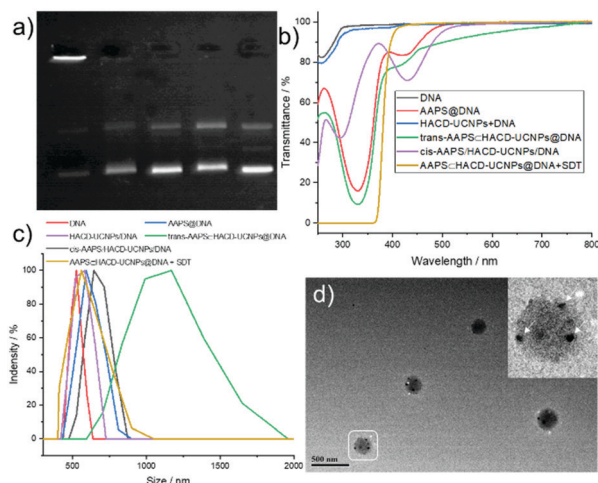 a)
b)
Transmittance / %
100
80
60
40
20
0
DNA
AAPS@DNA
HACD-UCNPs+DNA
trans-AAPS⊂HACD-UCNPs@DNA
cis-AAPS/HACD-UCNPs/DNA
AAPS⊂HACD-UCNPs@DNA+SDT
300 400 500 600 700 800
Wavelength / nm
c)
DNA AAPS@DNA
HACD-UCNPs/DNA trans-AAPS⊂HACD-UCNPs@DNA
cis-AAPS/HACD-UCNPs/DNA
AAPS⊂HACD-UCNPs@DNA + SDT
Indensity / %
100
80
60
40
20
0
500 1000 1500 2000
Size / nm
d)
500 nm